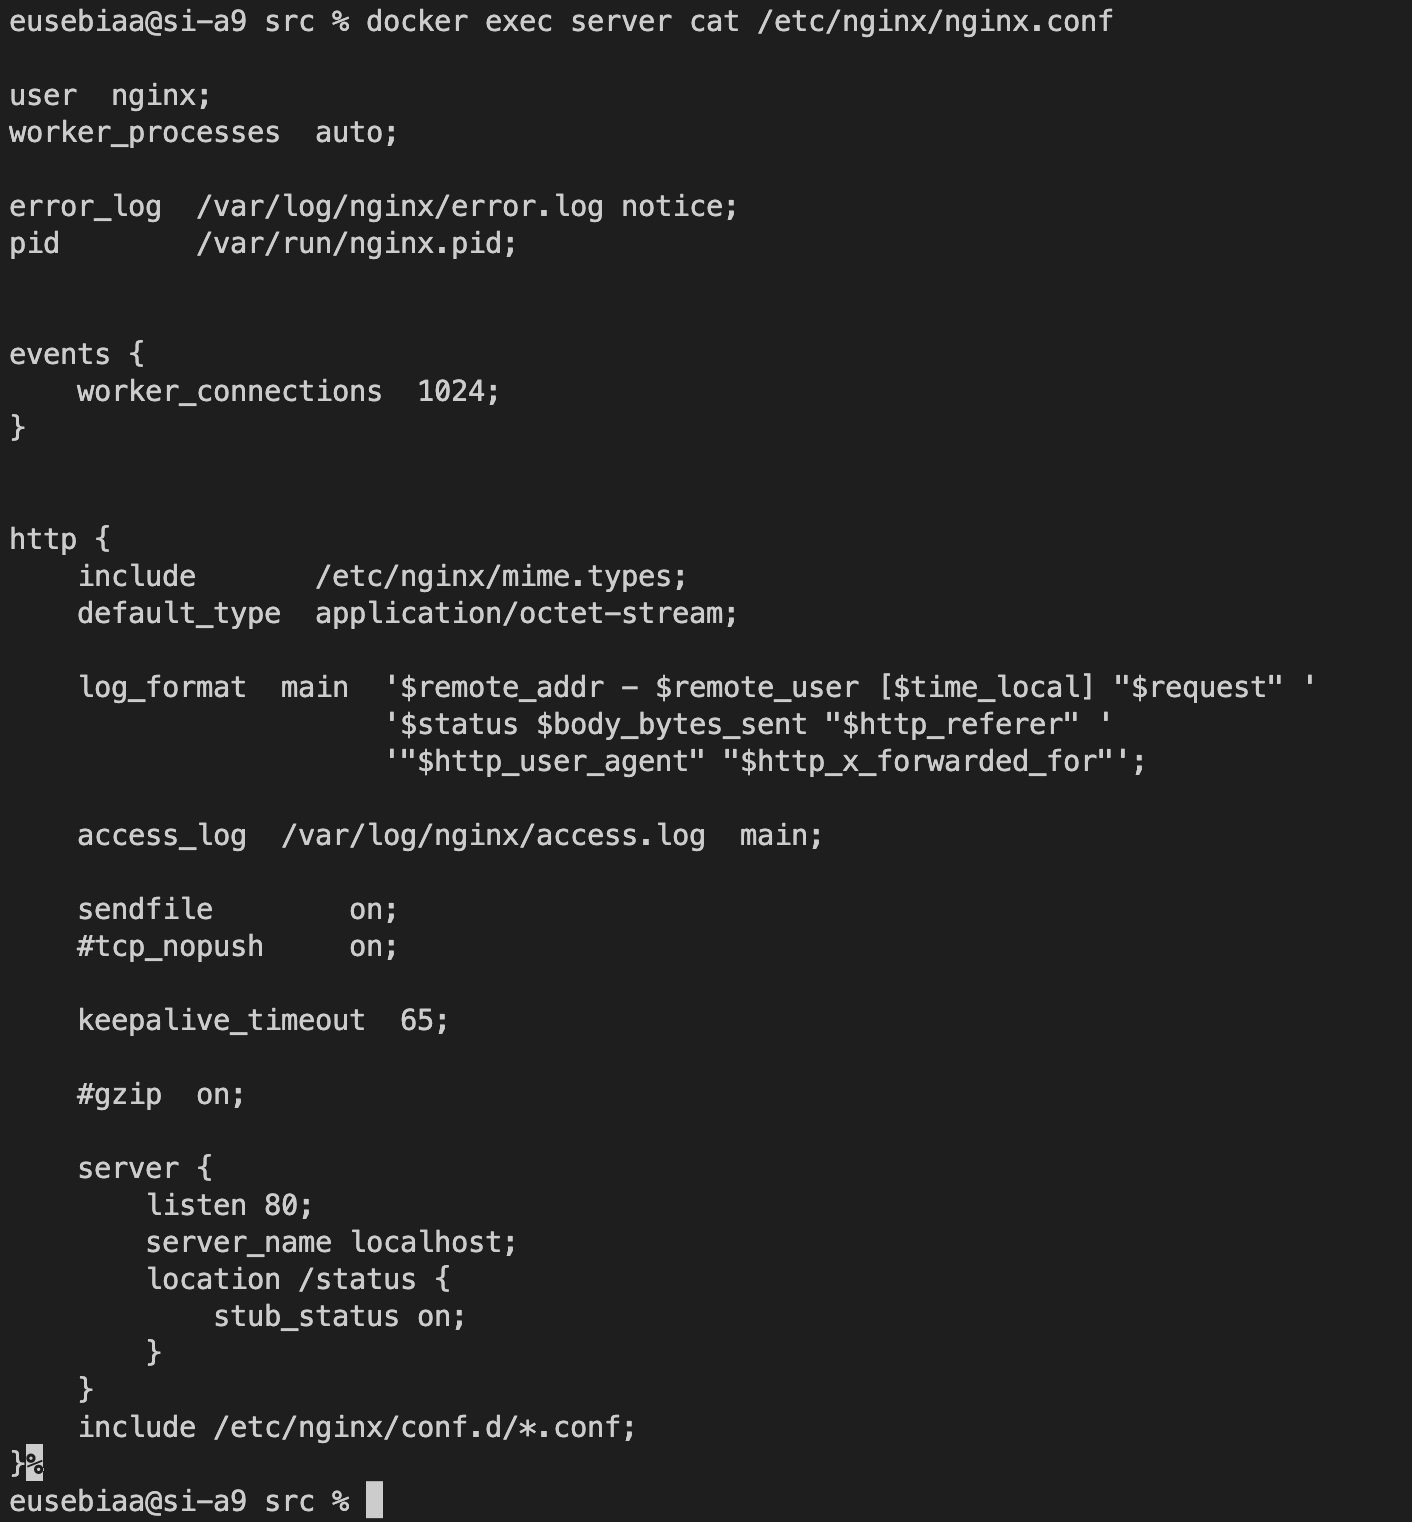 eusebiaa@si-a9 src % docker exec server cat /etc/nginx/nginx.conf

user  nginx;
worker_processes  auto;

error_log  /var/log/nginx/error.log notice;
pid        /var/run/nginx.pid;


events {
    worker_connections  1024;
}


http {
    include       /etc/nginx/mime.types;
    default_type  application/octet-stream;

    log_format  main  '$remote_addr - $remote_user [$time_local] "$request" '
                      '$status $body_bytes_sent "$http_referer" '
                      '"$http_user_agent" "$http_x_forwarded_for"';

    access_log  /var/log/nginx/access.log  main;

    sendfile        on;
    #tcp_nopush     on;

    keepalive_timeout  65;

    #gzip  on;

    server {
        listen 80;
        server_name localhost;
        location /status {
            stub_status on;
        }
    }
    include /etc/nginx/conf.d/*.conf;
}%
eusebiaa@si-a9 src %